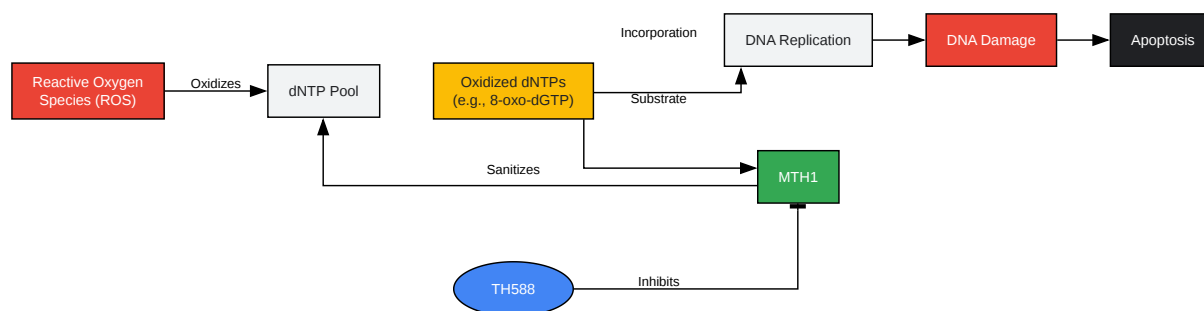 Incorporation
DNA Replication
DNA Damage
Apoptosis
Reactive Oxygen
Species (ROS)
Oxidizes
dNTP Pool
Oxidized dNTPs
(e.g., 8-oxo-dGTP)
Substrate
Sanitizes
MTH1
TH588
Inhibits